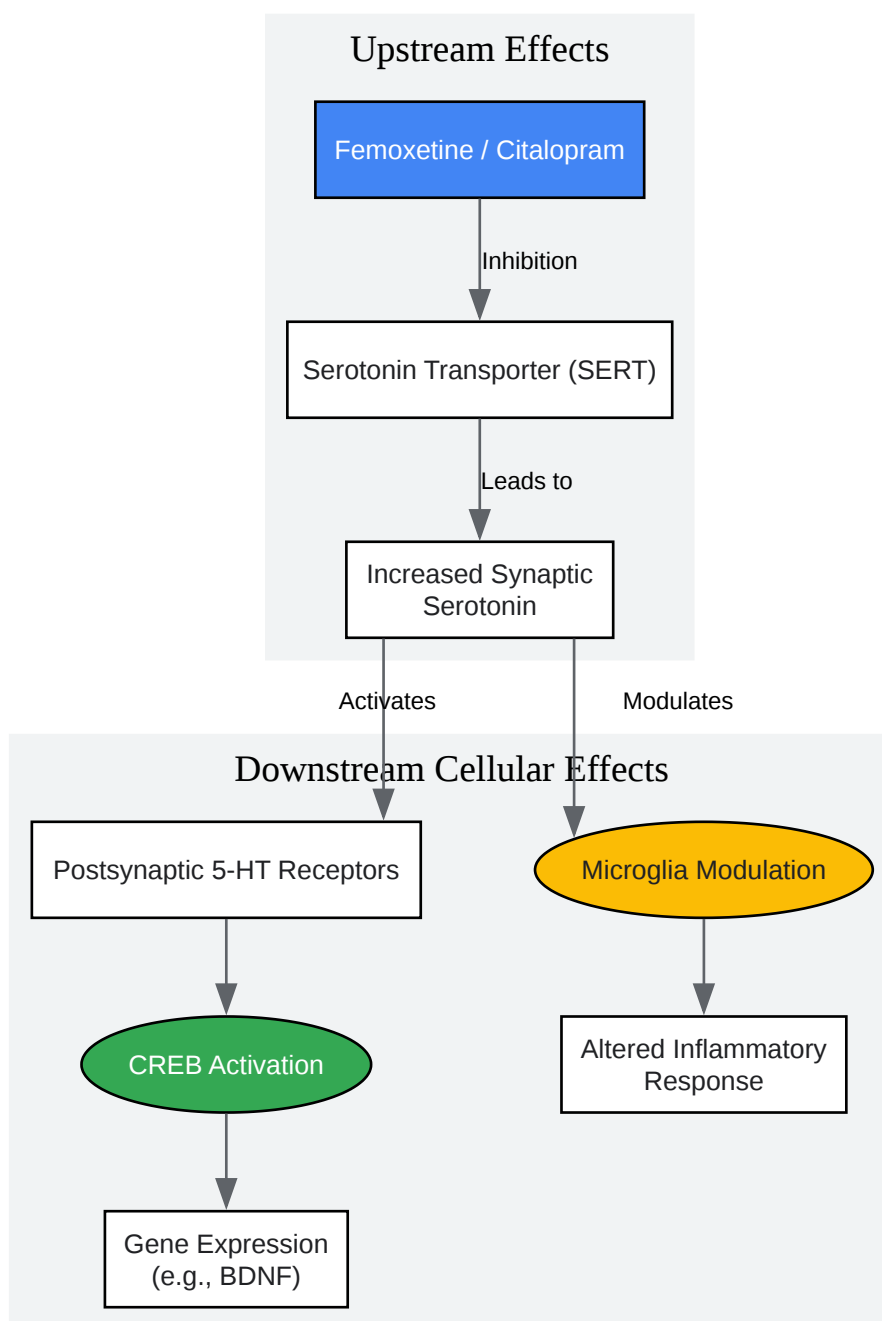 Upstream Effects
Femoxetine / Citalopram
Inhibition
Serotonin Transporter (SERT)
Leads to
Increased Synaptic
Serotonin
Activates
Modulates
Downstream Cellular Effects
Postsynaptic 5-HT Receptors
Microglia Modulation
CREB Activation
Altered Inflammatory
Response
Gene Expression
(e.g., BDNF)